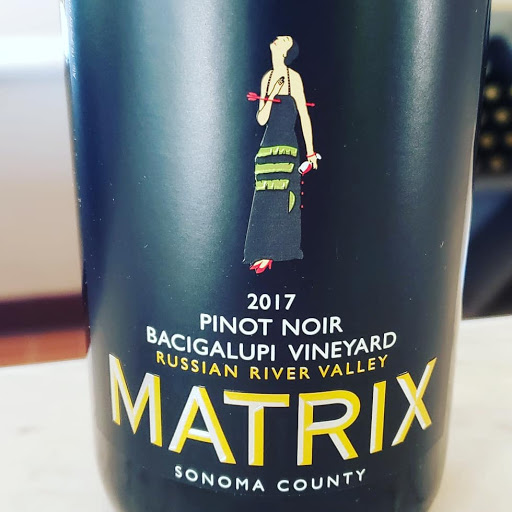 2017
PINOT NOIR
BACIGALUPI VINEYARD
RUSSIAN RIVER VALLEY
MATRIX
SONOMA COUNTY